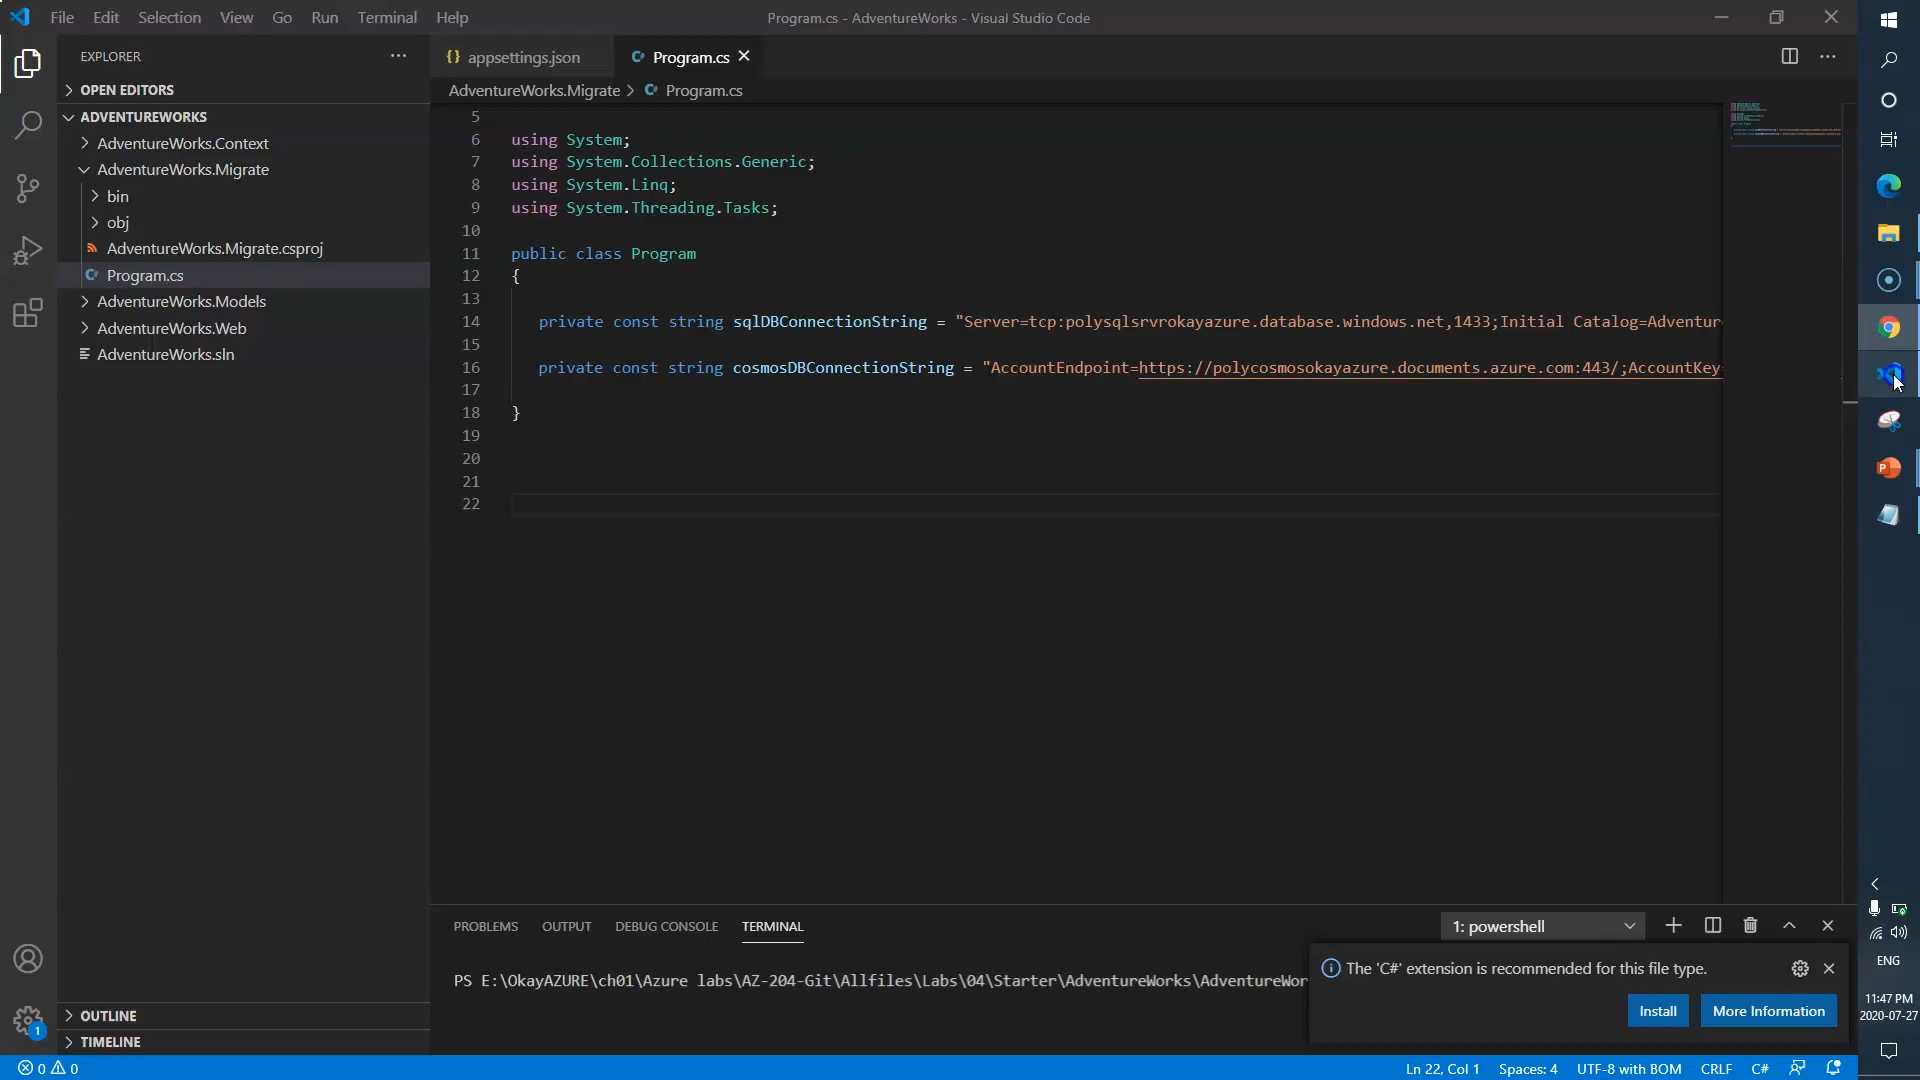 File Edit Selection View Go Run Terminal Help
Program.cs - AdventureWorks - Visual Studio Code
EXPLORER
OPEN EDITORS
ADVENTUREWORKS
AdventureWorks.Context
AdventureWorks.Migrate
bin
obj
AdventureWorks.Migrate.csproj
Program.cs
AdventureWorks.Models
AdventureWorks.Web
AdventureWorks.sln
OUTLINE
TIMELINE
{} appsettings.json
Program.cs
AdventureWorks.Migrate > Program.cs
5
6 using System;
7 using System.Collections.Generic;
8 using System.Linq;
9 using System.Threading.Tasks;
10
11 public class Program
12 {
13
14 private const string sqlDBConnectionString = "Server=tcp:polysqlsrvrokayazure.database.windows.net,1433;Initial Catalog=Adventur
15
16 private const string cosmosDBConnectionString = "AccountEndpoint=https://polycosmosokayazure.documents.azure.com:443/;AccountKey
17
18 }
19
20
21
22
PROBLEMS OUTPUT DEBUG CONSOLE TERMINAL
1: powershell
PS E:\OkayAZURE\ch01\Azure labs\AZ-204-Git\Allfiles\Labs\04\Starter\AdventureWorks\AdventureWor
The 'C#' extension is recommended for this file type.
Install
More Information
1
0 0
Ln 22, Col 1 Spaces: 4 UTF-8 with BOM CRLF C#
ENG
11:47 PM
2020-07-27